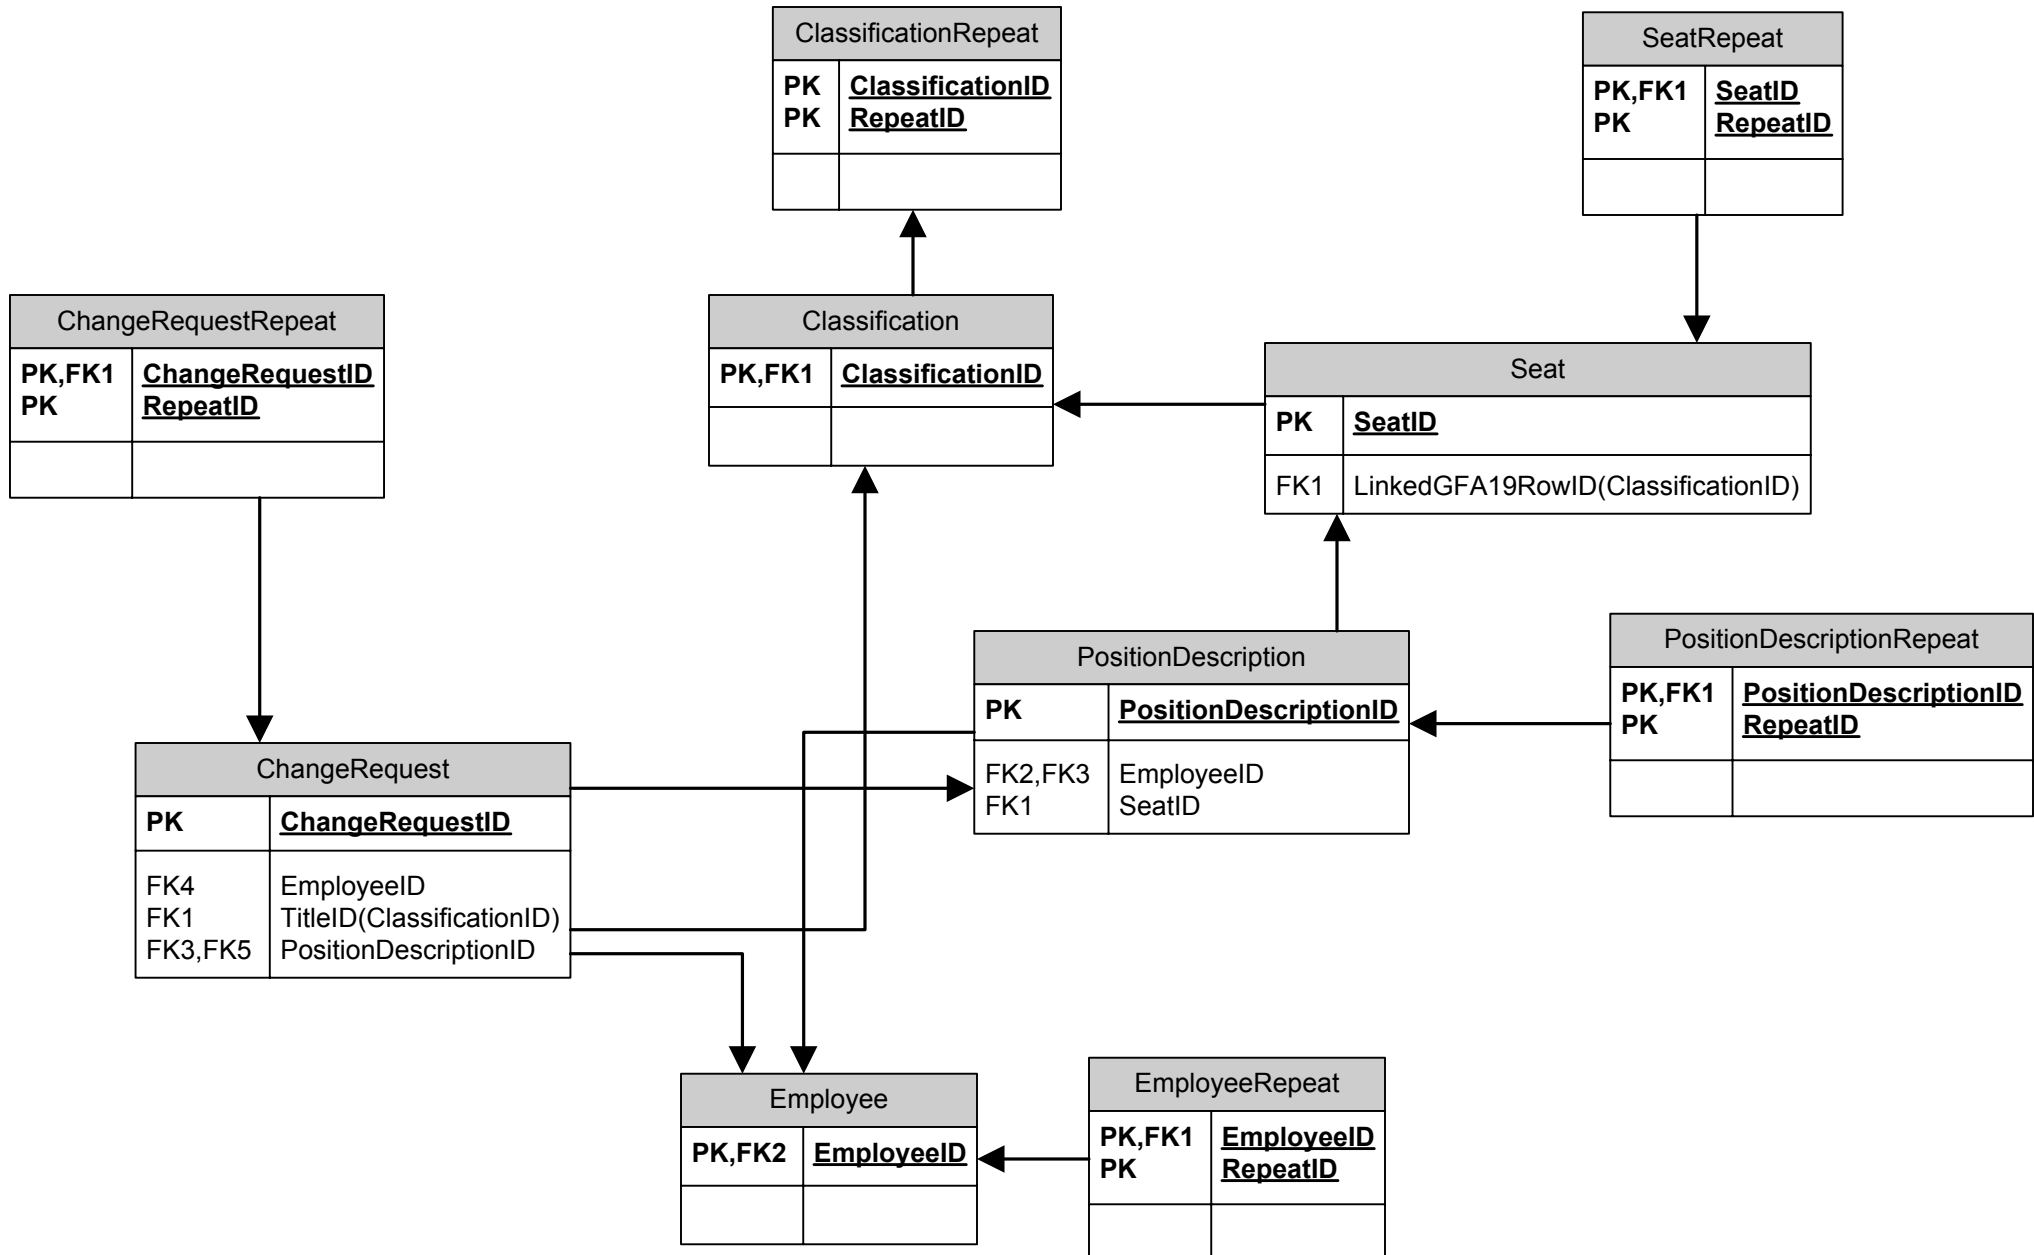 ClassificationRepeat
PK ClassificationID
PK RepeatID
SeatRepeat
PK,FK1 SeatID
PK RepeatID
ChangeRequestRepeat
PK,FK1 ChangeRequestID
PK RepeatID
Classification
PK,FK1 ClassificationID
Seat
PK SeatID
FK1 LinkedGFA19RowID(ClassificationID)
PositionDescription
PK PositionDescriptionID
FK2,FK3 EmployeeID
FK1 SeatID
PositionDescriptionRepeat
PK,FK1 PositionDescriptionID
PK RepeatID
ChangeRequest
PK ChangeRequestID
FK4 EmployeeID
FK1 TitleID(ClassificationID)
FK3,FK5 PositionDescriptionID
Employee
PK,FK2 EmployeeID
EmployeeRepeat
PK,FK1 EmployeeID
PK RepeatID